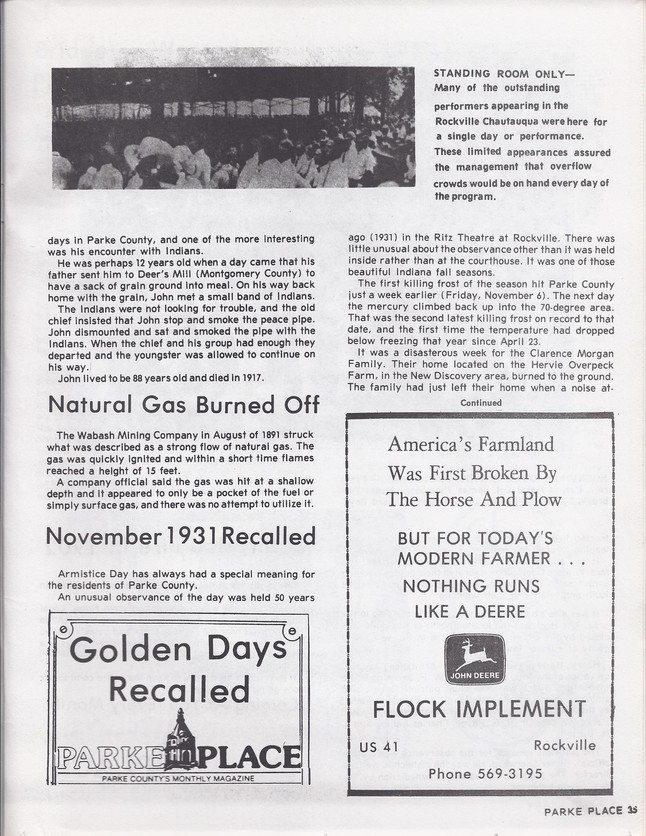 STANDING ROOM ONLY—
Many of the outstanding
performers appearing in the
Rockville Chautauqua were here for
a single day or performance.
These limited appearances assured
the management that overflow
crowds would be on hand every day of
the program.
days in Parke County, and one of the more interesting
was his encounter with Indians.
He was perhaps 12 years old when a day came that his
father sent him to Deer's Mill (Montgomery County) to
have a sack of grain ground into meal. On his way back
home with the grain, John met a small band of Indians.
The Indians were not looking for trouble, and the old
chief insisted that John stop and smoke the peace pipe.
John dismounted and sat and smoked the pipe with the
Indians. When the chief and his group had enough they
departed and the youngster was allowed to continue on
his way.
John lived to be 88 years old and died in 1917.
Natural Gas Burned Off
The Wabash Mining Company in August of 1891 struck
what was described as a strong flow of natural gas. The
gas was quickly ignited and within a short time flames
reached a height of 15 feet.
A company official said the gas was hit at a shallow
depth and it appeared to only be a pocket of the fuel or
simply surface gas, and there was no attempt to utilize it.
November 1931 Recalled
Armistice Day has always had a special meaning for
the residents of Parke County.
An unusual observance of the day was held 50 years
Golden Days
Recalled
PARKE PLACE
PARKE COUNTY'S MONTHLY MAGAZINE
ago (1931) in the Ritz Theatre at Rockville. There was
little unusual about the observance other than it was held
inside rather than at the courthouse. It was one of those
beautiful Indiana fall seasons.
The first killing frost of the season hit Parke County
just a week earlier (Friday, November 6). The next day
the mercury climbed back up into the 70-degree area.
That was the second latest killing frost on record to that
date, and the first time the temperature had dropped
below freezing that year since April 23.
It was a disasterous week for the Clarence Morgan
Family. Their home located on the Hervie Overpeck
Farm, in the New Discovery area, burned to the ground.
The family had just left their home when a noise at-
Continued
America's Farmland
Was First Broken By
The Horse And Plow
BUT FOR TODAY'S
MODERN FARMER . . .
NOTHING RUNS
LIKE A DEERE
JOHN DEERE
FLOCK IMPLEMENT
US 41 Rockville
Phone 569-3195
PARKE PLACE 35